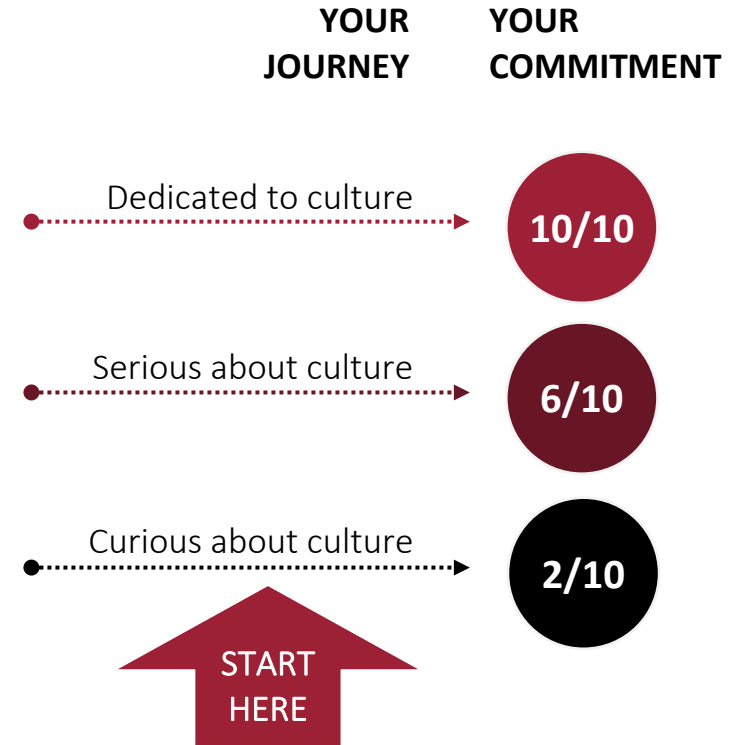 YOUR
JOURNEY
YOUR
COMMITMENT
Dedicated to culture
10/10
Serious about culture
6/10
Curious about culture
2/10
START
HERE